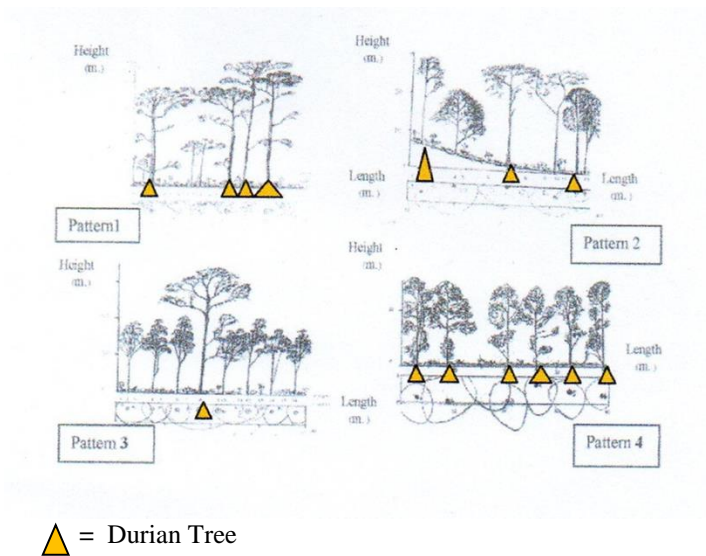 Height
(m.)
Pattern1
Height
(m.)
Length
(m.)
Length
(m.)
Pattern 2
Height
(m.)
Length
(m.)
Pattern 3
Height
(m.)
Length
(m.)
Pattern 4
= Durian Tree